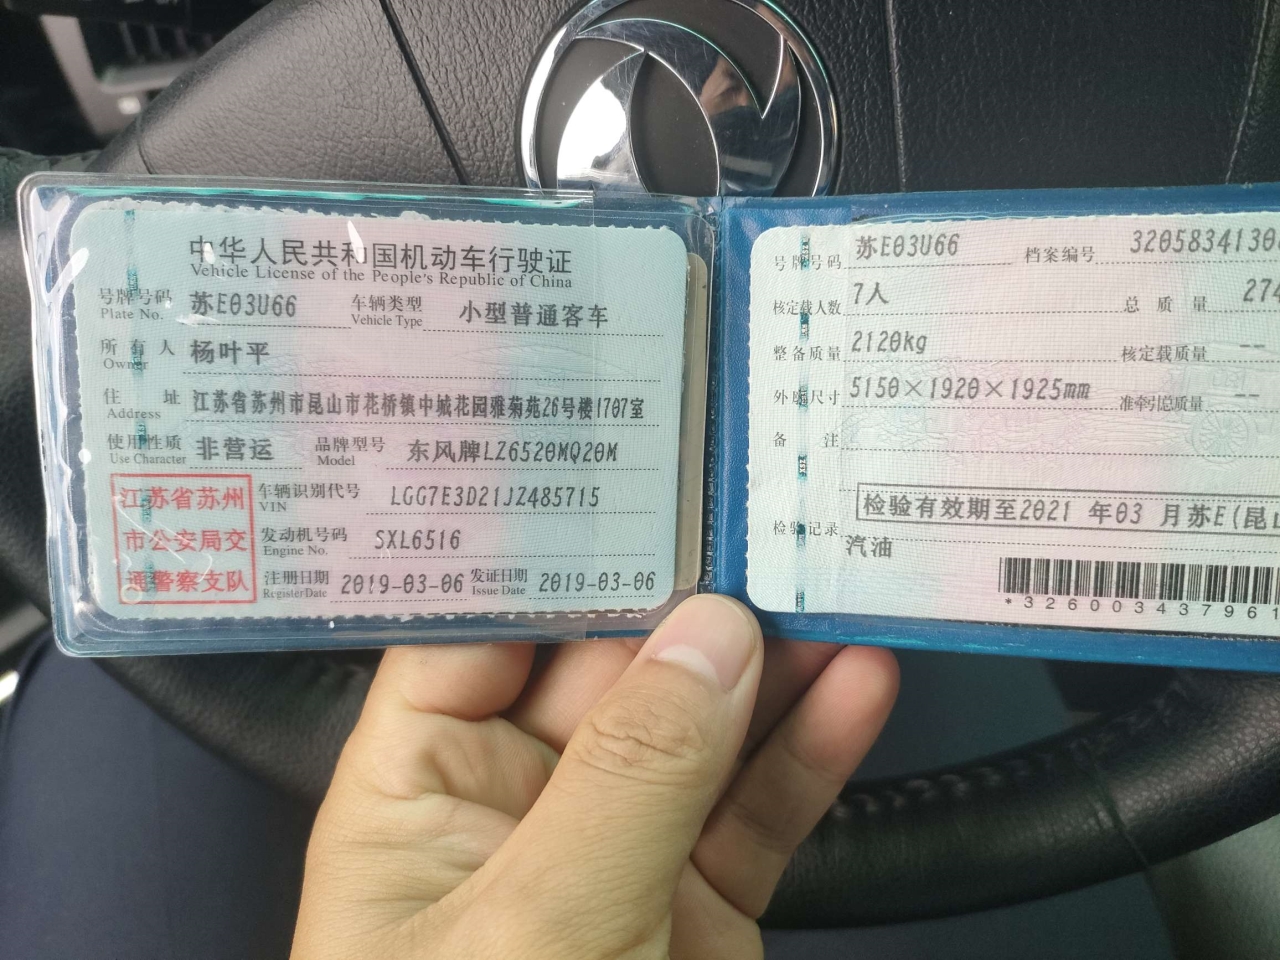 中华人民共和国机动车行驶证
Vehicle License of the People's Republic of China
号牌号码 苏E03U66 车辆类型 小型普通客车
Plate No. Vehicle Type
所有人 杨叶平
Owner
住址 江苏省苏州市昆山市花桥镇中城花园雅菊苑26号楼1707室
Address
使用性质 非营运 品牌型号 东风牌LZ6520MQ20M
Use Character Model
江苏省苏州
市公安局交
通警察支队
车辆识别代号 LGG7E3D21JZ485715
VIN
发动机号码 SXL6516
Engine No.
注册日期 2019-03-06 发证日期 2019-03-06
Register Date Issue Date
号牌号码 苏E03U66 档案编号 3205834130
核定载人数 7人 总质量 274
整备质量 2120kg 核定载质量 --
外廓尺寸 5150×1920×1925mm 准牵引总质量 --
备注
检验有效期至2021 年03 月苏E(昆
检验记录
汽油
*326003437961